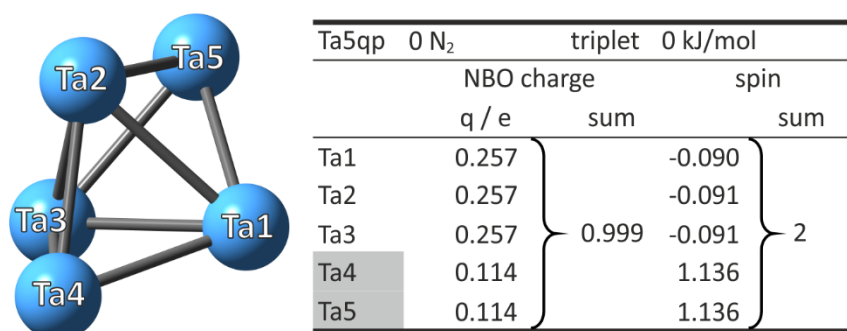 Ta5
Ta2
Ta3
Ta1
Ta4
Ta5qp 0 N₂ triplet 0 kJ/mol
NBO charge spin
q / e sum sum
Ta1 0.257 -0.090
Ta2 0.257 -0.091
Ta3 0.257 0.999 -0.091 2
Ta4 0.114 1.136
Ta5 0.114 1.136